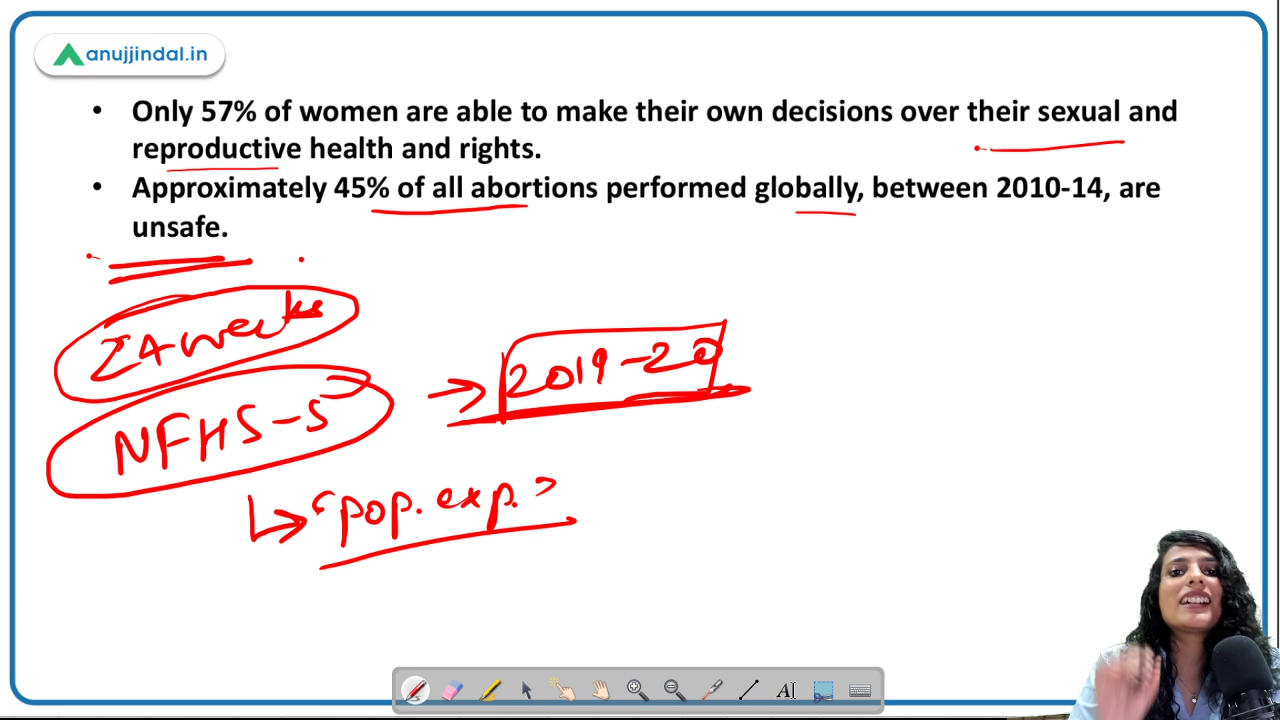 anujjindal.in
• Only 57% of women are able to make their own decisions over their sexual and
reproductive health and rights.
• Approximately 45% of all abortions performed globally, between 2010-14, are
unsafe.
24 weeks
NFHS-5
→ 2019-20
↳ "pop. exp."
AI